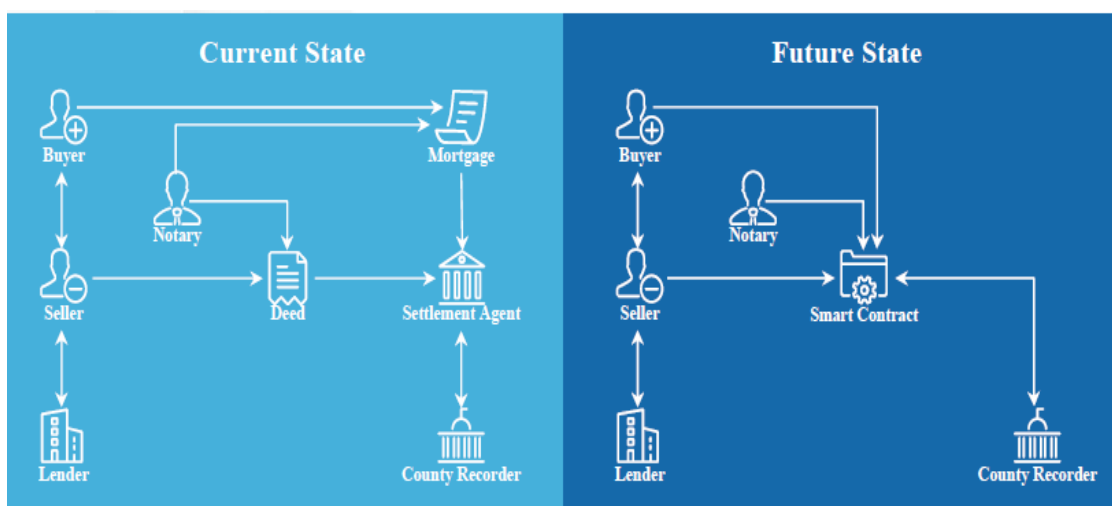 Current State
Buyer
Mortgage
Notary
Seller
Deed
Settlement Agent
Lender
County Recorder
Future State
Buyer
Notary
Seller
Smart Contract
Lender
County Recorder